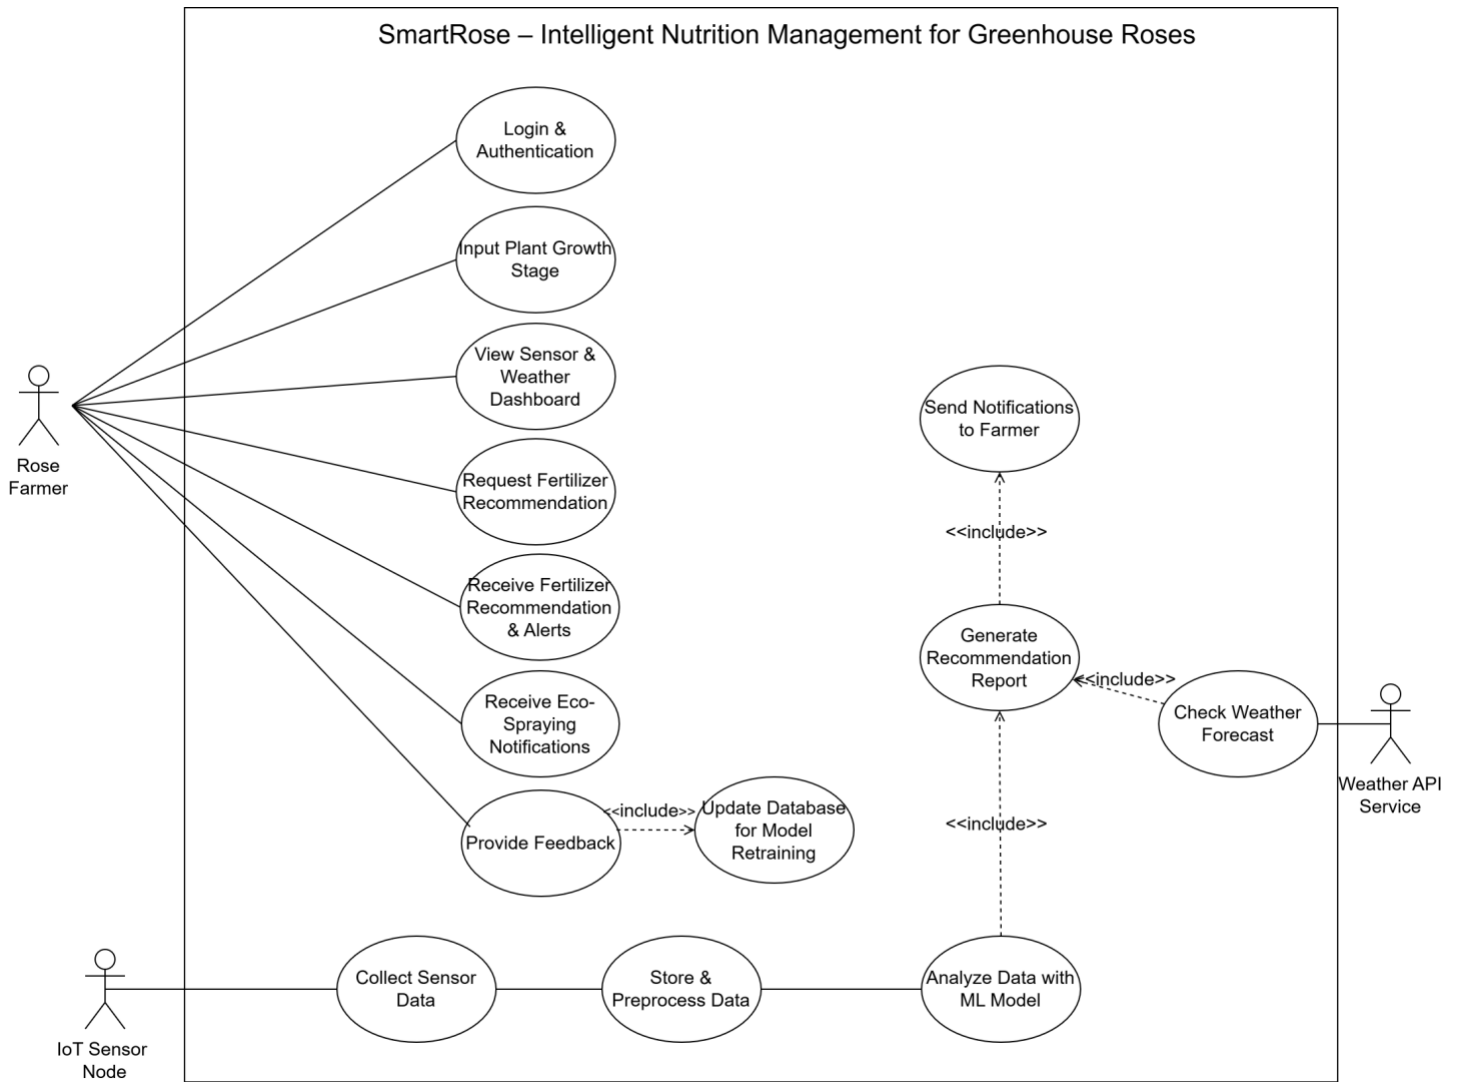 SmartRose – Intelligent Nutrition Management for Greenhouse Roses
Login &
Authentication
Input Plant Growth
Stage
View Sensor &
Weather
Dashboard
Request Fertilizer
Recommendation
Receive Fertilizer
Recommendation
& Alerts
Receive Eco-
Spraying
Notifications
Provide Feedback
<<include>>
Update Database
for Model
Retraining
Rose
Farmer
Send Notifications
to Farmer
<<include>>
Generate
Recommendation
Report
<<include>>
Check Weather
Forecast
Weather API
Service
<<include>>
Collect Sensor
Data
Store &
Preprocess Data
Analyze Data with
ML Model
IoT Sensor
Node